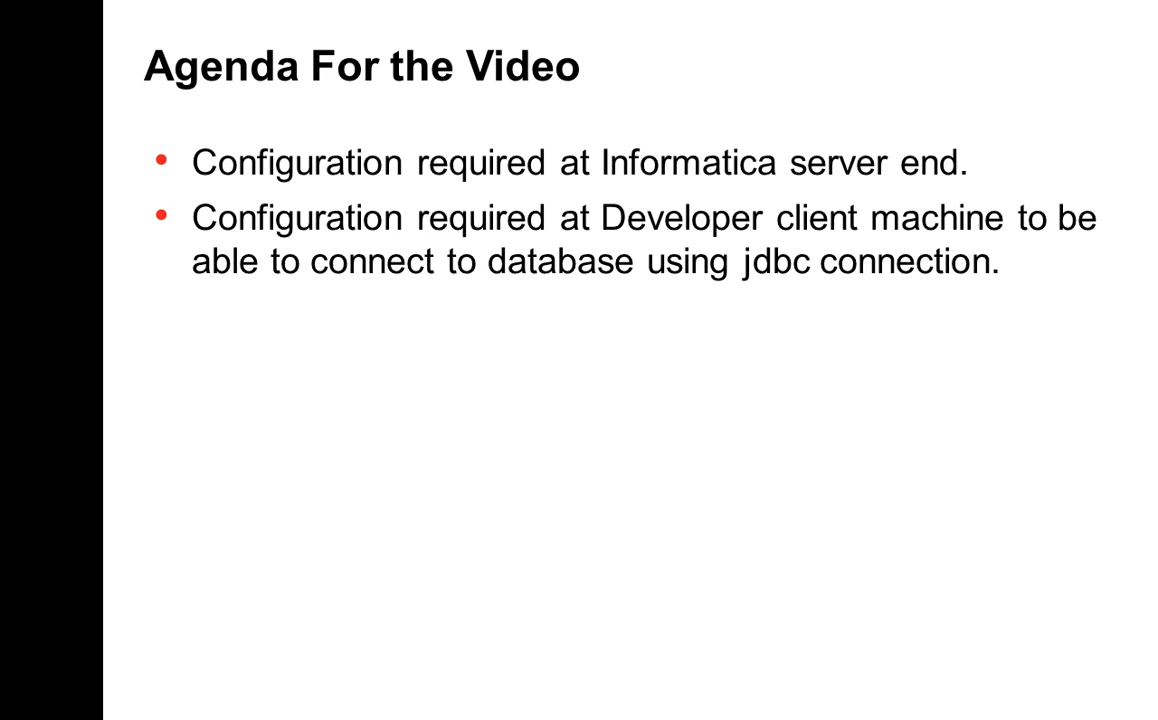 Agenda For the Video
• Configuration required at Informatica server end.
• Configuration required at Developer client machine to be
able to connect to database using jdbc connection.